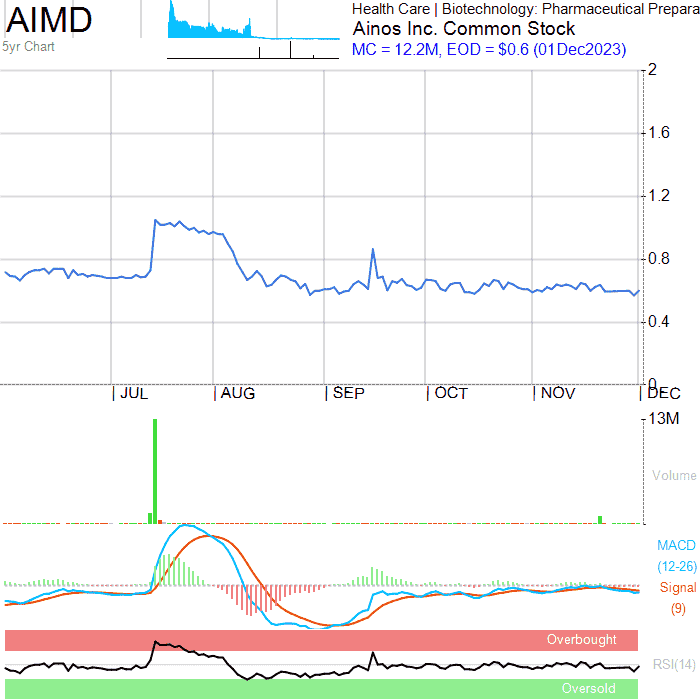 AIMD
5yr Chart
Health Care | Biotechnology: Pharmaceutical Prepara
Ainos Inc. Common Stock
MC = 12.2M, EOD = $0.6 (01Dec2023)
2
1.6
1.2
0.8
0.4
0
JUL AUG SEP OCT NOV DEC
13M
Volume
MACD
(12-26)
Signal
(9)
Overbought
RSI(14)
Oversold